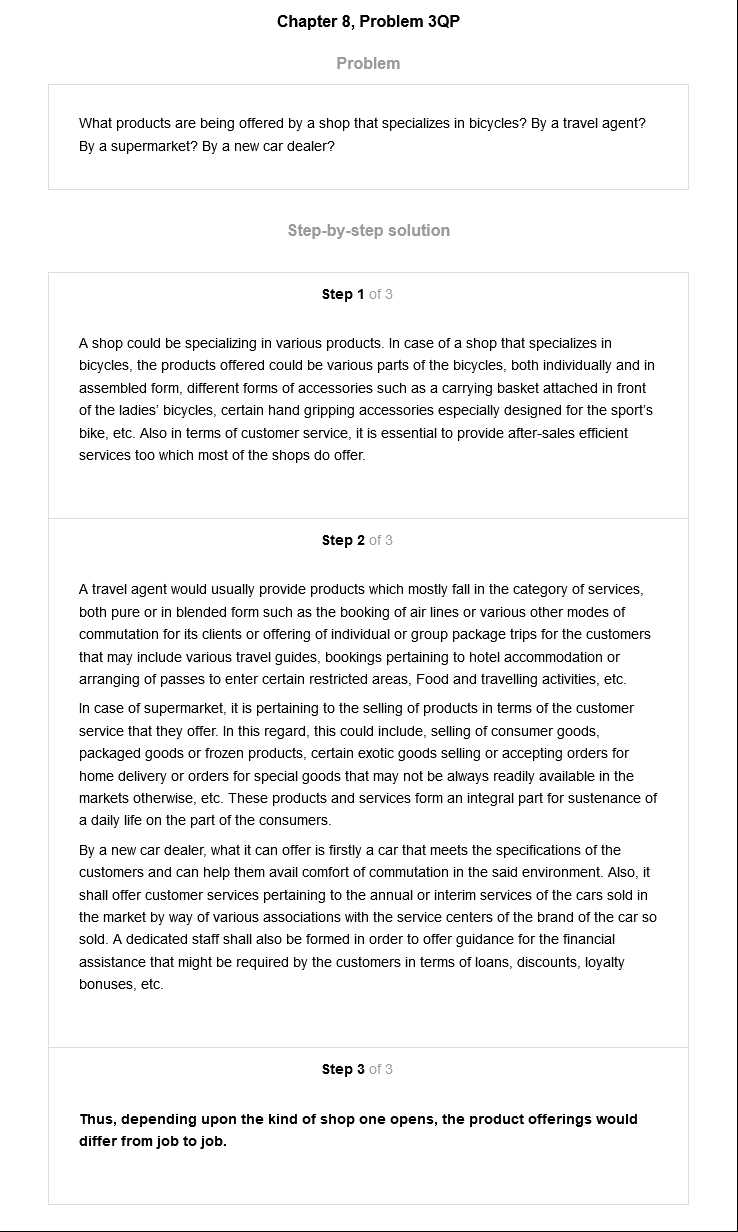 Chapter 8, Problem 3QP
Problem
What products are being offered by a shop that specializes in bicycles? By a travel agent?
By a supermarket? By a new car dealer?
Step-by-step solution
Step 1 of 3
A shop could be specializing in various products. In case of a shop that specializes in
bicycles, the products offered could be various parts of the bicycles, both individually and in
assembled form, different forms of accessories such as a carrying basket attached in front
of the ladies' bicycles, certain hand gripping accessories especially designed for the sport's
bike, etc. Also in terms of customer service, it is essential to provide after-sales efficient
services too which most of the shops do offer.
Step 2 of 3
A travel agent would usually provide products which mostly fall in the category of services,
both pure or in blended form such as the booking of air lines or various other modes of
commutation for its clients or offering of individual or group package trips for the customers
that may include various travel guides, bookings pertaining to hotel accommodation or
arranging of passes to enter certain restricted areas, Food and travelling activities, etc.
In case of supermarket, it is pertaining to the selling of products in terms of the customer
service that they offer. In this regard, this could include, selling of consumer goods,
packaged goods or frozen products, certain exotic goods selling or accepting orders for
home delivery or orders for special goods that may not be always readily available in the
markets otherwise, etc. These products and services form an integral part for sustenance of
a daily life on the part of the consumers.
By a new car dealer, what it can offer is firstly a car that meets the specifications of the
customers and can help them avail comfort of commutation in the said environment. Also, it
shall offer customer services pertaining to the annual or interim services of the cars sold in
the market by way of various associations with the service centers of the brand of the car so
sold. A dedicated staff shall also be formed in order to offer guidance for the financial
assistance that might be required by the customers in terms of loans, discounts, loyalty
bonuses, etc.
Step 3 of 3
Thus, depending upon the kind of shop one opens, the product offerings would
differ from job to job.